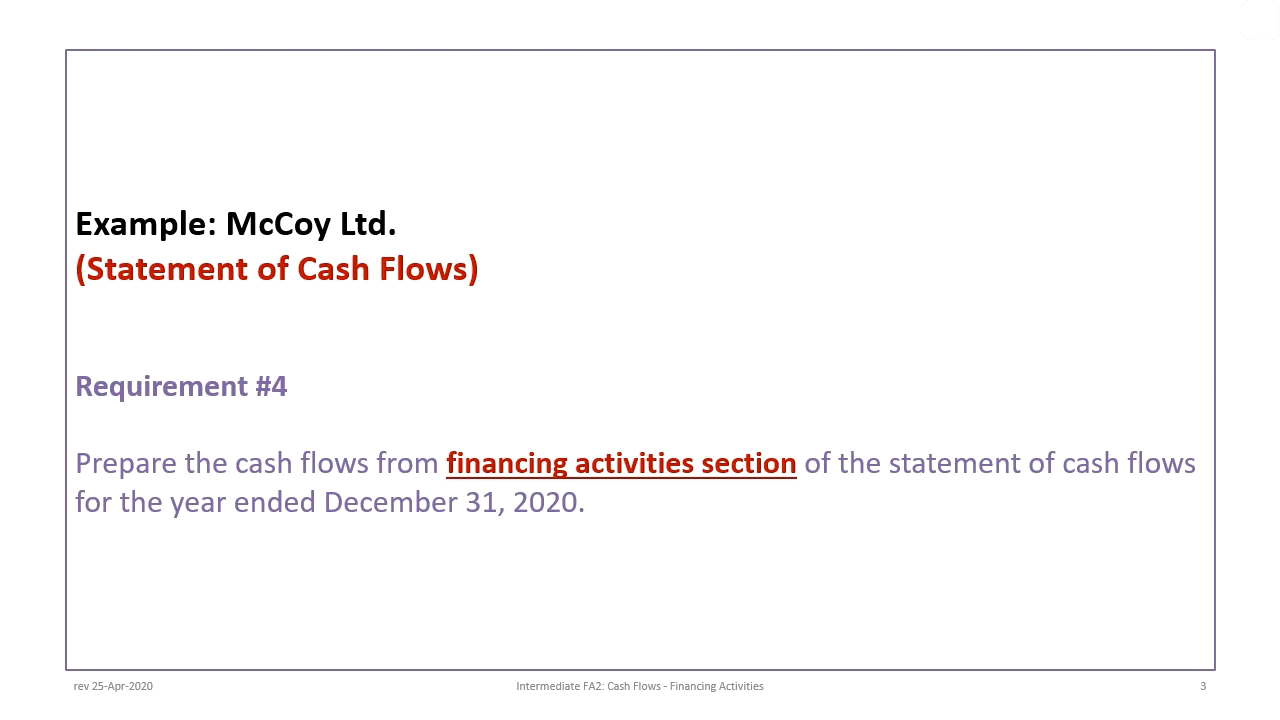 Example: McCoy Ltd.
(Statement of Cash Flows)
Requirement #4
Prepare the cash flows from financing activities section of the statement of cash flows
for the year ended December 31, 2020.
rev 25-Apr-2020
Intermediate FA2: Cash Flows - Financing Activities
3